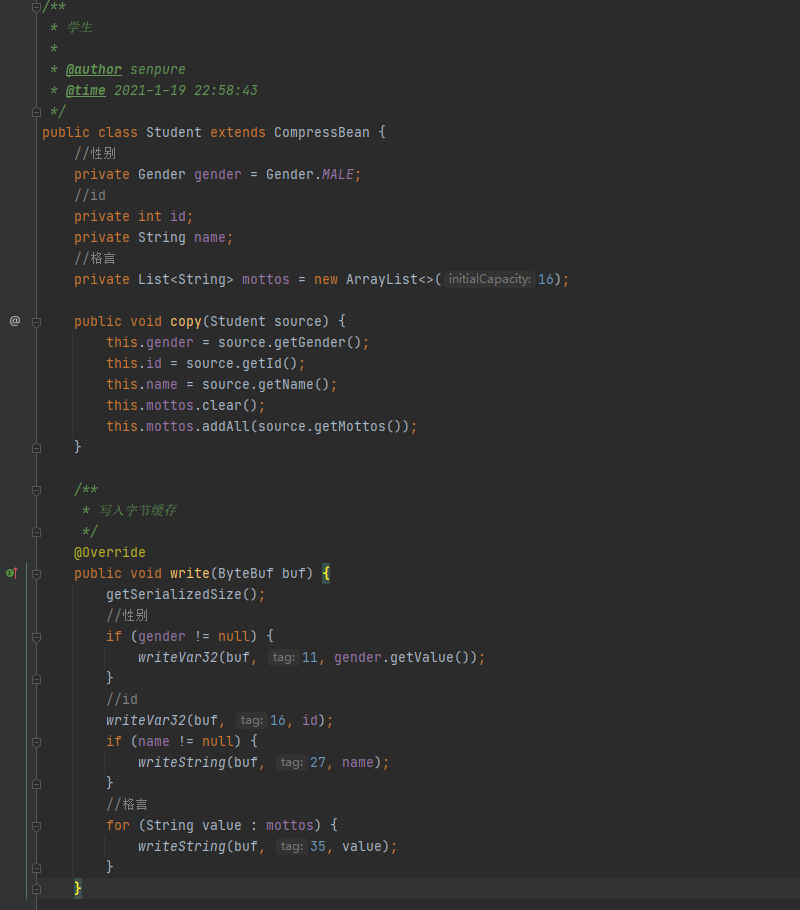 /**
 * 学生
 *
 * @author senpure
 * @time 2021-1-19 22:58:43
 */
public class Student extends CompressBean {
    //性别
    private Gender gender = Gender.MALE;
    //id
    private int id;
    private String name;
    //格言
    private List<String> mottos = new ArrayList<>( initialCapacity: 16);

@   public void copy(Student source) {
        this.gender = source.getGender();
        this.id = source.getId();
        this.name = source.getName();
        this.mottos.clear();
        this.mottos.addAll(source.getMottos());
    }

    /**
     * 写入字节缓存
     */
    @Override
    public void write(ByteBuf buf) {
        getSerializedSize();
        //性别
        if (gender != null) {
            writeVar32(buf, tag: 11, gender.getValue());
        }
        //id
        writeVar32(buf, tag: 16, id);
        if (name != null) {
            writeString(buf, tag: 27, name);
        }
        //格言
        for (String value : mottos) {
            writeString(buf, tag: 35, value);
        }
    }